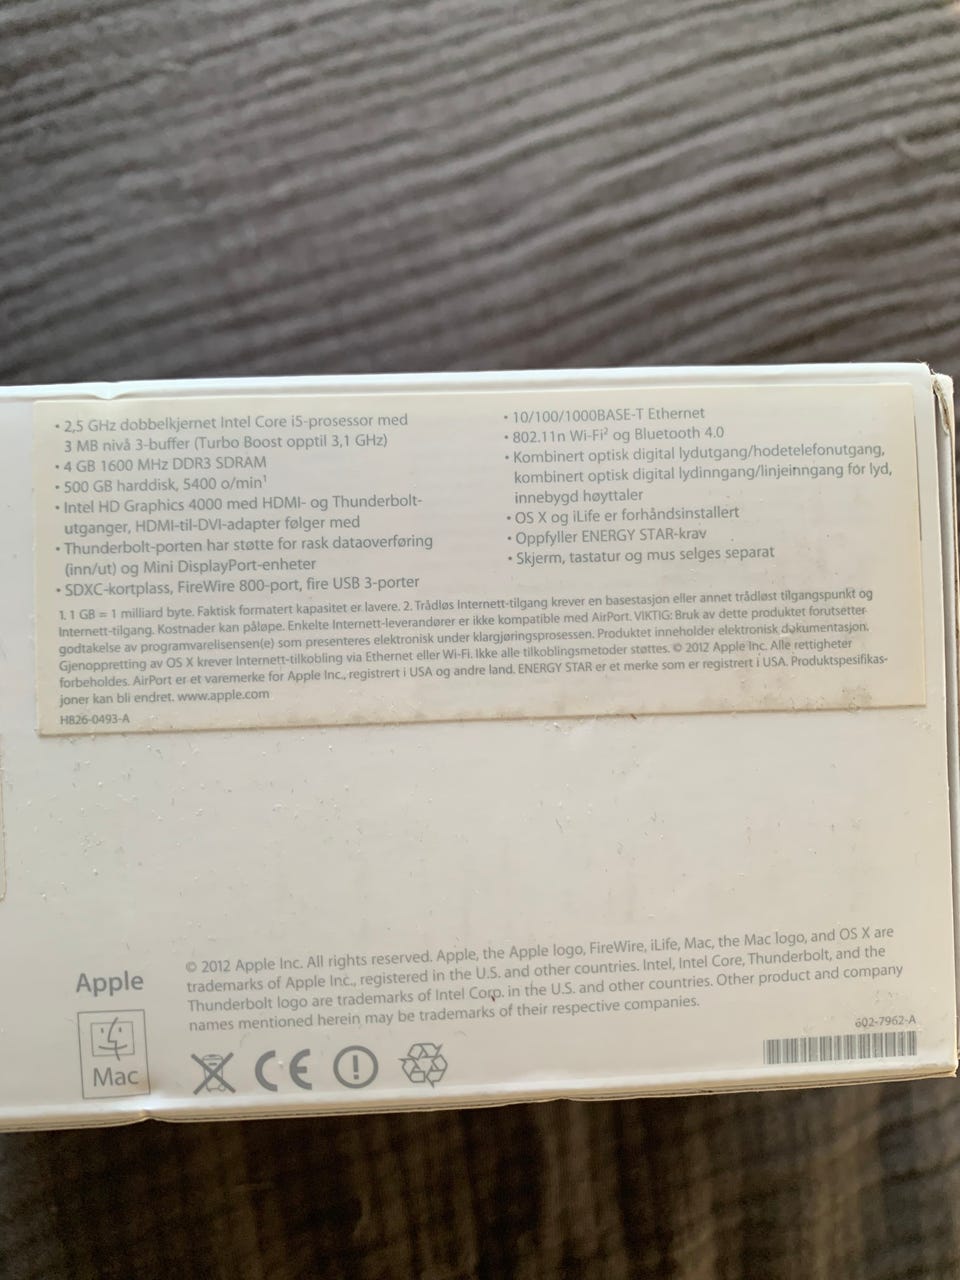 • 2,5 GHz dobbelkjernet Intel Core i5-prosessor med
3 MB nivå 3-buffer (Turbo Boost opptil 3,1 GHz)
• 4 GB 1600 MHz DDR3 SDRAM
• 500 GB harddisk, 5400 o/min¹
• Intel HD Graphics 4000 med HDMI- og Thunderbolt-
utganger, HDMI-til-DVI-adapter følger med
• Thunderbolt-porten har støtte for rask dataoverføring
(inn/ut) og Mini DisplayPort-enheter
• SDXC-kortplass, FireWire 800-port, fire USB 3-porter
• 10/100/1000BASE-T Ethernet
• 802.11n Wi-Fi² og Bluetooth 4.0
• Kombinert optisk digital lydutgang/hodetelefonutgang,
kombinert optisk digital lydinngang/linjeinngang for lyd,
innebygd høyttaler
• OS X og iLife er forhåndsinstallert
• Oppfyller ENERGY STAR-krav
• Skjerm, tastatur og mus selges separat
1. 1 GB = 1 milliard byte. Faktisk formatert kapasitet er lavere. 2. Trådløs Internett-tilgang krever en basestasjon eller annet trådløst tilgangspunkt og
Internett-tilgang. Kostnader kan påløpe. Enkelte Internett-leverandører er ikke kompatible med AirPort. VIKTIG: Bruk av dette produktet forutsetter
godtakelse av programvarelisensen(e) som presenteres elektronisk under klargjøringsprosessen. Produktet inneholder elektronisk dokumentasjon.
Gjenoppretting av OS X krever Internett-tilkobling via Ethernet eller Wi-Fi. Ikke alle tilkoblingsmetoder støttes. © 2012 Apple Inc. Alle rettigheter
forbeholdes. AirPort er et varemerke for Apple Inc., registrert i USA og andre land. ENERGY STAR er et merke som er registrert i USA. Produktspesifikas-
joner kan bli endret. www.apple.com
H826-0493-A
Apple
Mac
© 2012 Apple Inc. All rights reserved. Apple, the Apple logo, FireWire, iLife, Mac, the Mac logo, and OS X are
trademarks of Apple Inc., registered in the U.S. and other countries. Intel, Intel Core, Thunderbolt, and the
Thunderbolt logo are trademarks of Intel Corp. in the U.S. and other countries. Other product and company
names mentioned herein may be trademarks of their respective companies.
CE
602-7962-A